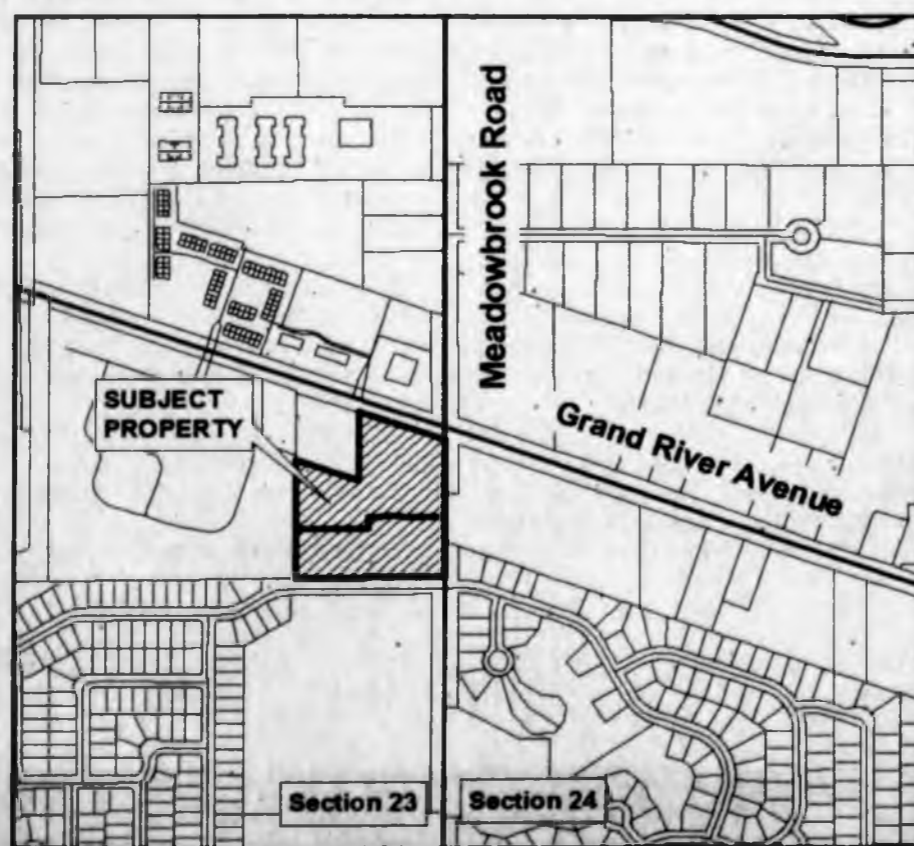 Meadowbrook Road
SUBJECT
PROPERTY
Grand River Avenue
Section 23
Section 24